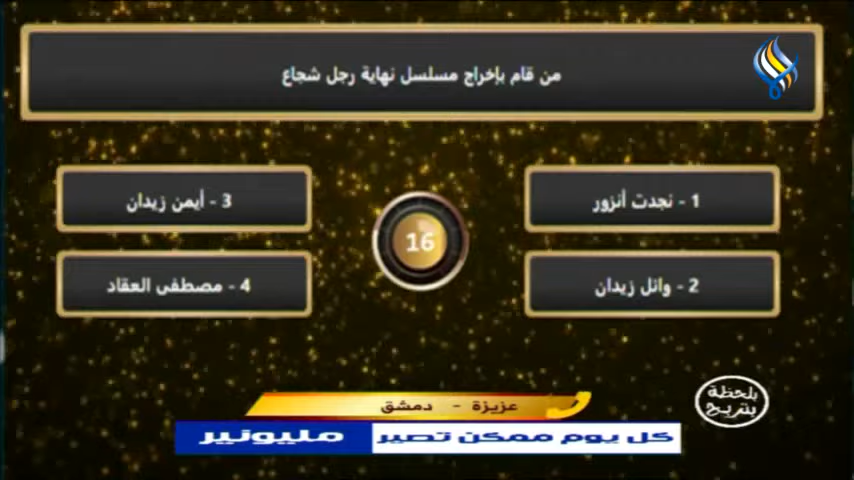 من قام بإخراج مسلسل نهاية رجل شجاع
1 - نجدت أنزور
3 - أيمن زيدان
16
2 - وائل زيدان
4 - مصطفى العقاد
بلحظة
بتربح
عزيزة - دمشق
كل يوم ممكن تصير مليونير